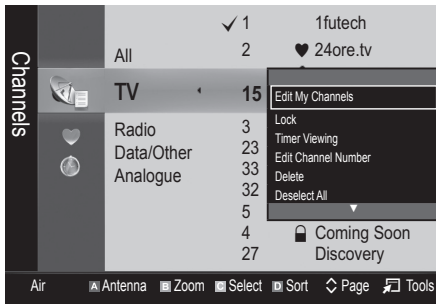 Channels
1 1futech
All 2 24ore.tv
TV 15
Edit My Channels
Lock
Timer Viewing
Edit Channel Number
Delete
Deselect All
Radio 3
Data/Other 23
Analogue 33
32
5
4 Coming Soon
27 Discovery
Air A Antenna B Zoom C Select D Sort Page Tools